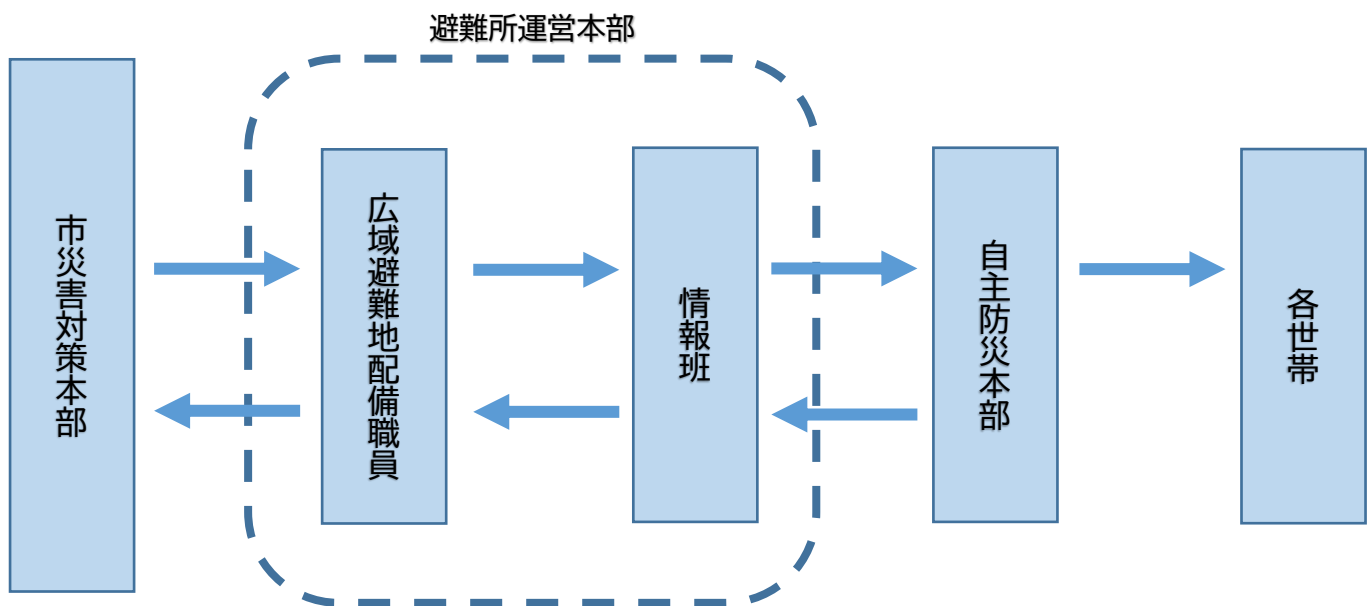 避難所運営本部
市災害対策本部
広域避難地配備職員
情報班
自主防災本部
各世帯